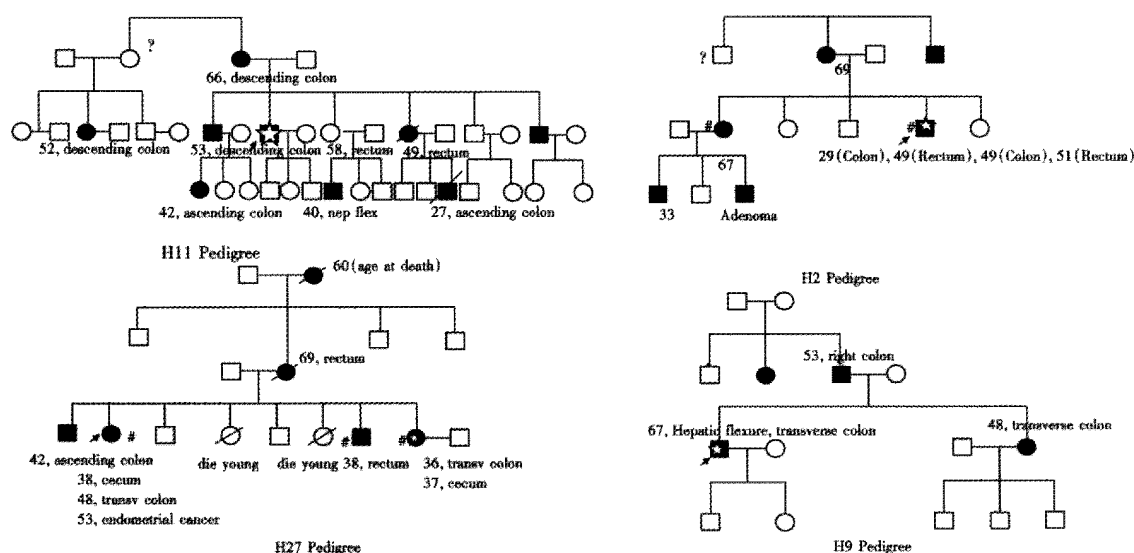 ?
66, descending colon
52, descending colon
53, descending colon
58, rectum
49, rectum
42, ascending colon
40, nep flex
27, ascending colon
H11 Pedigree
?
69
#
#
67
29(Colon), 49(Rectum), 49(Colon), 51(Rectum)
33
Adenoma
H2 Pedigree
60(age at death)
69, rectum
#
#
#
42, ascending colon
38, cecum
48, transv colon
53, endometrial cancer
die young
die young
38, rectum
36, transv colon
37, cecum
H27 Pedigree
53, right colon
67, Hepatic flexure, transverse colon
48, transverse colon
H9 Pedigree